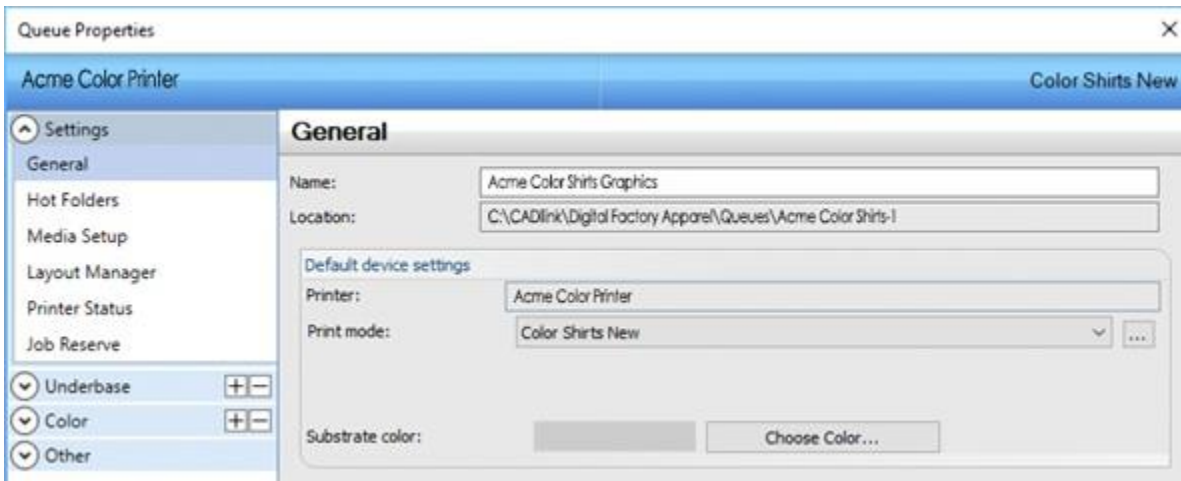 Queue Properties
Acme Color Printer Color Shirts New
Settings
General
Hot Folders
Media Setup
Layout Manager
Printer Status
Job Reserve
Underbase
Color
Other
General
Name: Acme Color Shirts Graphics
Location: C:\CADlink\Digital Factory Apparel\Queues\Acme Color Shirts-1
Default device settings
Printer: Acme Color Printer
Print mode: Color Shirts New ...
Substrate color: Choose Color...